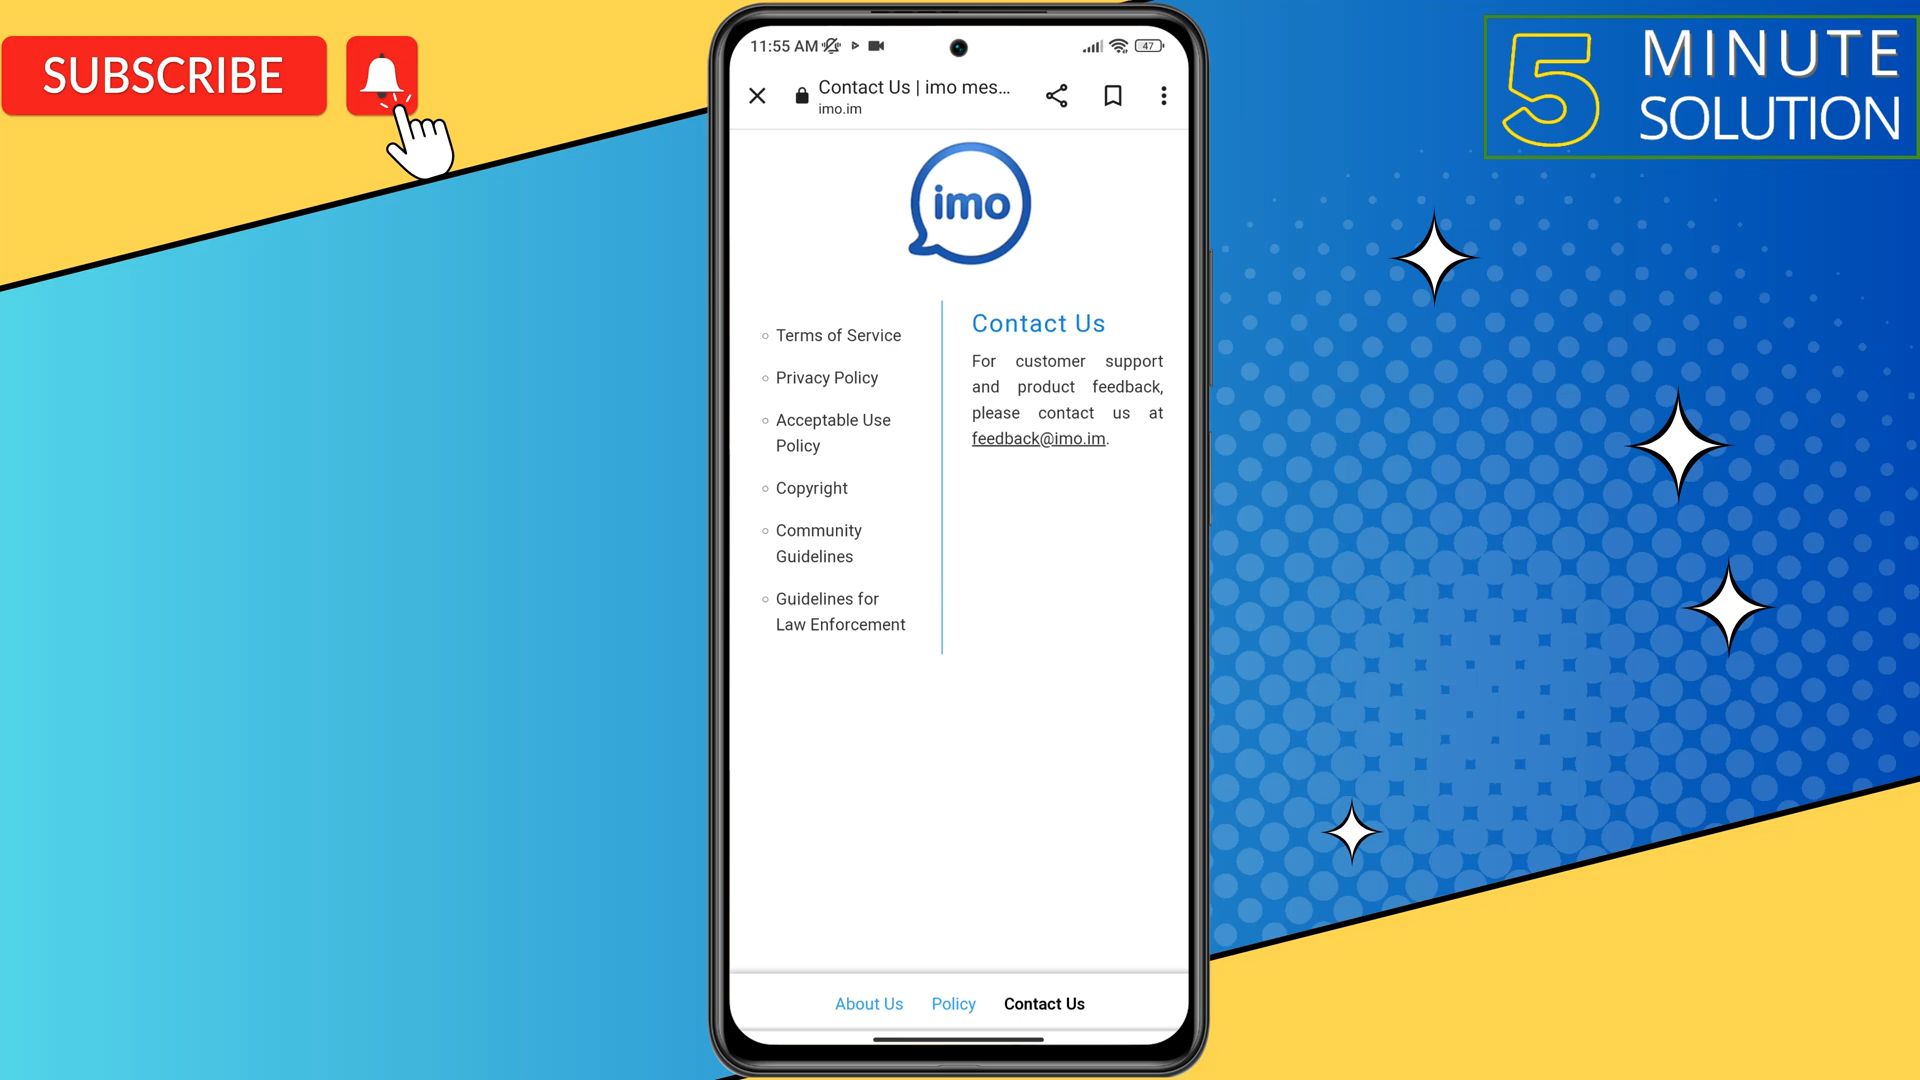 SUBSCRIBE
5 MINUTE
SOLUTION
11:55 AM
47
Contact Us | imo mes...
imo.im
imo
Terms of Service
Privacy Policy
Acceptable Use
Policy
Copyright
Community
Guidelines
Guidelines for
Law Enforcement
Contact Us
For customer support
and product feedback,
please contact us at
feedback@imo.im.
About Us
Policy
Contact Us